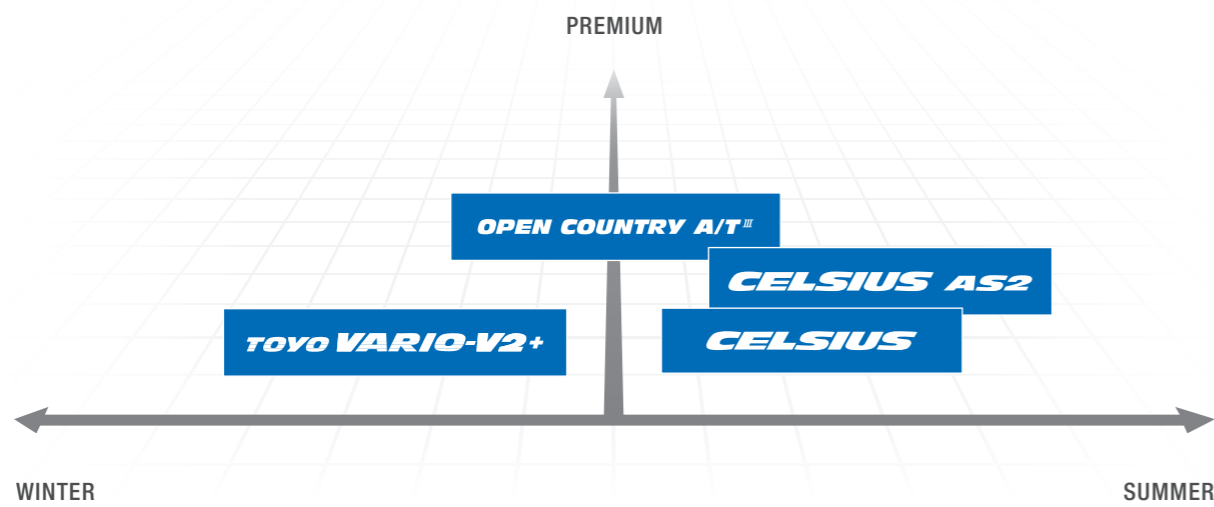 PREMIUM
OPEN COUNTRY A/T III
CELSIUS AS2
TOYO VARIO-V2+
CELSIUS
WINTER
SUMMER